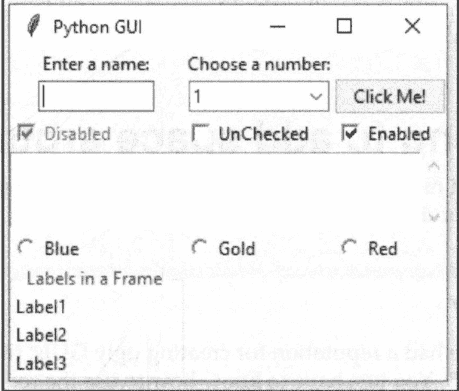 Python GUI
Enter a name: Choose a number:
1 Click Me!
Disabled UnChecked Enabled
Blue Gold Red
Labels in a Frame
Label1
Label2
Label3